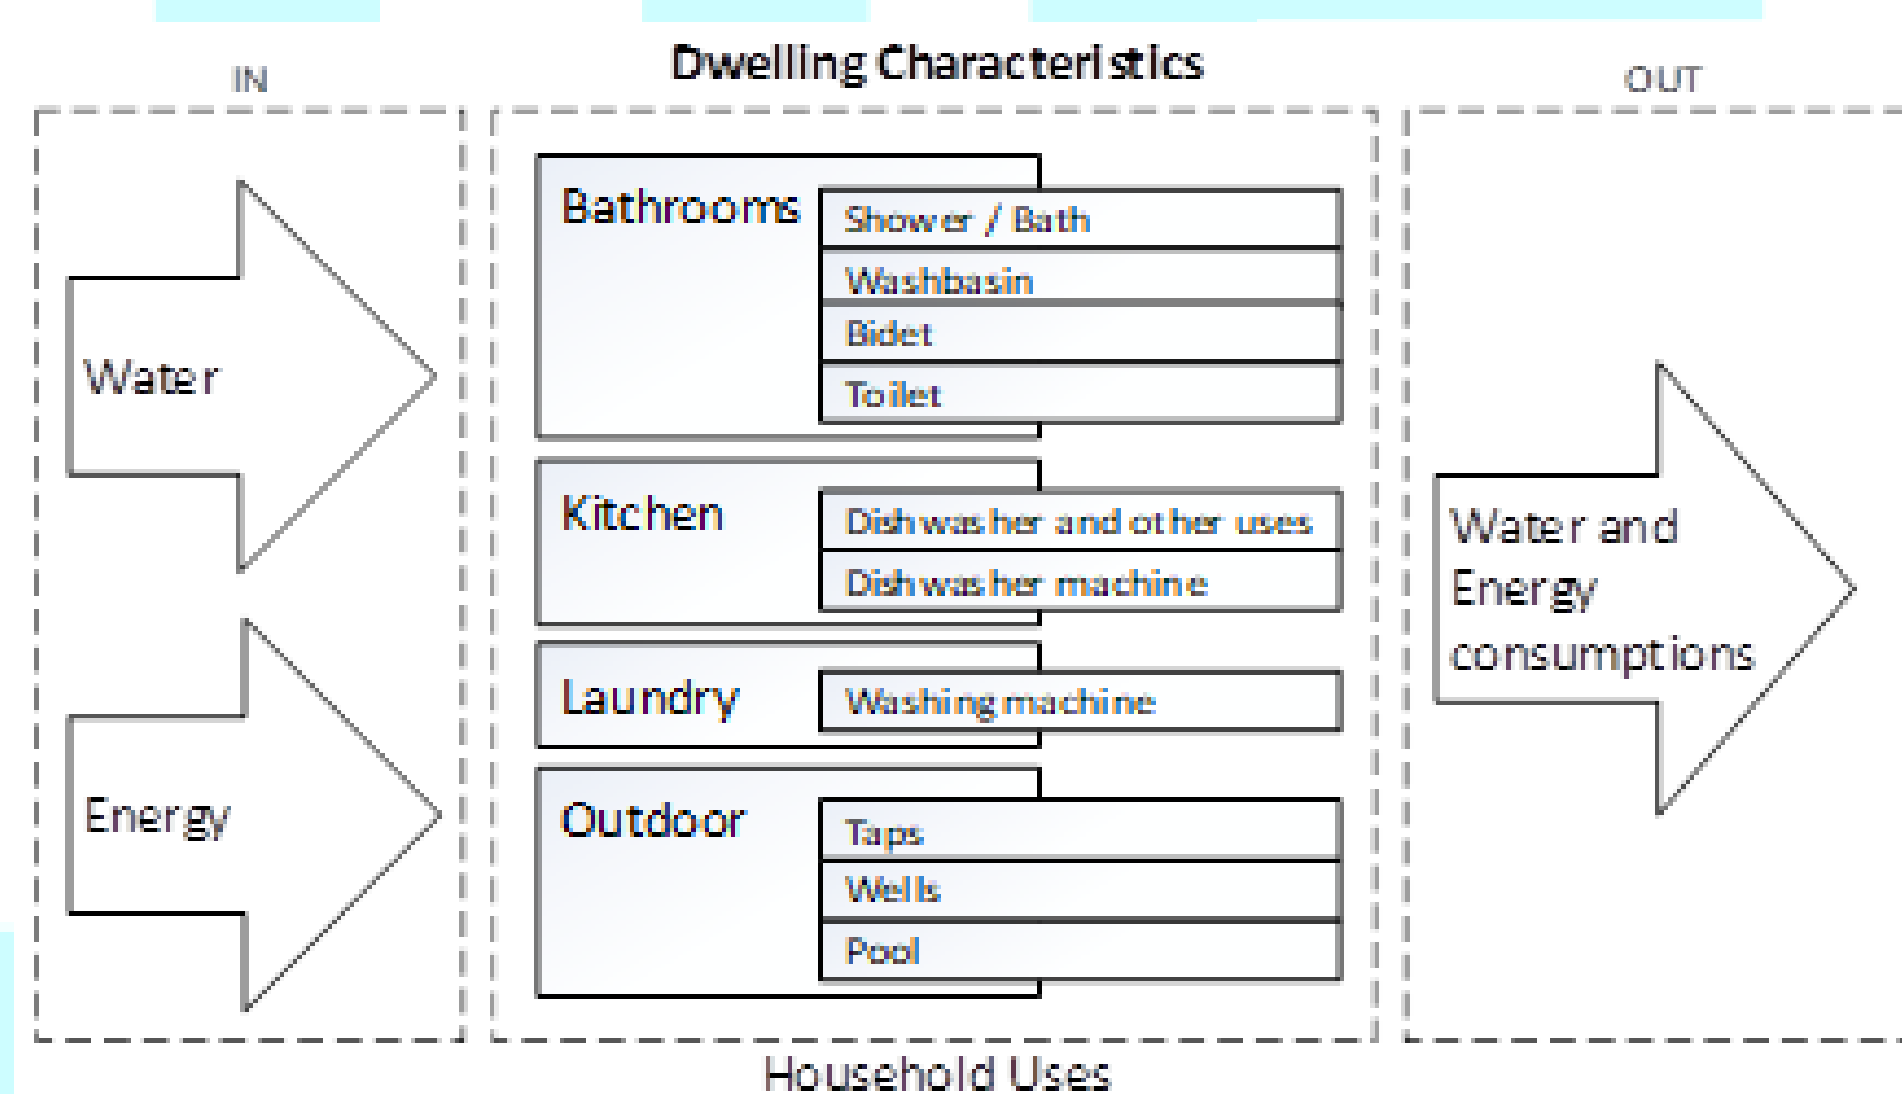 IN
Dwelling Characteristics
OUT
Water
Energy
Bathrooms
Shower / Bath
Washbasin
Bidet
Toilet
Kitchen
Dishwasher and other uses
Dishwasher machine
Laundry
Washing machine
Outdoor
Taps
Wells
Pool
Water and
Energy
consumptions
Household Uses